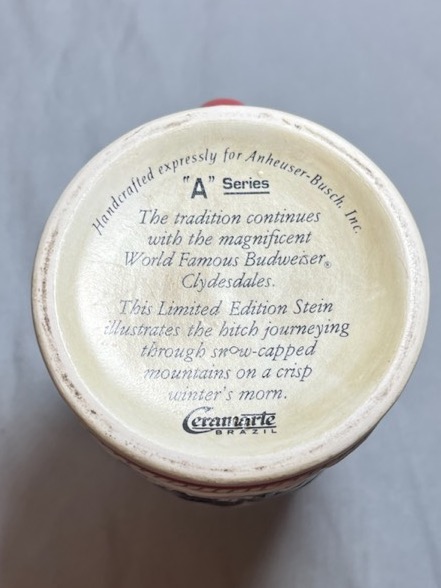 Handcrafted expressly for Anheuser-Busch, Inc.
"A" Series
The tradition continues
with the magnificent
World Famous Budweiser®
Clydesdales.
This Limited Edition Stein
illustrates the hitch journeying
through snow-capped
mountains on a crisp
winter's morn.
Ceramarte
BRAZIL